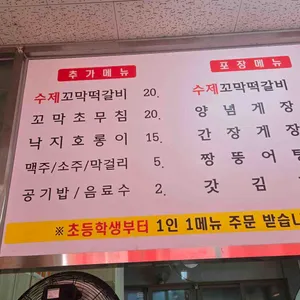 추가메뉴
수제꼬막떡갈비 20.
꼬막초무침 20.
낙지호롱이 15.
맥주/소주/막걸리 5.
공기밥/음료수 2.
포장메뉴
수제꼬막떡갈
양념게장
간장게장
짱뚱어
갓김
※초등학생부터 1인 1메뉴 주문 받습니